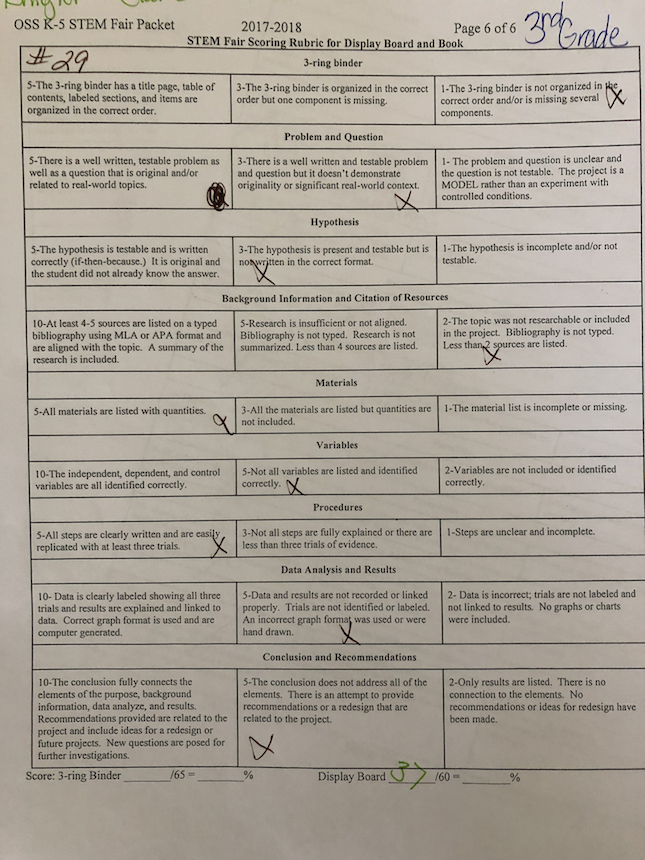 OSS K-5 STEM Fair Packet 2017-2018 Page 6 of 6 3rd Grade
STEM Fair Scoring Rubric for Display Board and Book
#29
3-ring binder
5-The 3-ring binder has a title page, table of contents, labeled sections, and items are organized in the correct order.
3-The 3-ring binder is organized in the correct order but one component is missing.
1-The 3-ring binder is not organized in the correct order and/or is missing several components.
X
Problem and Question
5-There is a well written, testable problem as well as a question that is original and/or related to real-world topics.
3-There is a well written and testable problem and question but it doesn't demonstrate originality or significant real-world context.
X
1- The problem and question is unclear and the question is not testable. The project is a MODEL rather than an experiment with controlled conditions.
Hypothesis
5-The hypothesis is testable and is written correctly (if-then-because.) It is original and the student did not already know the answer.
3-The hypothesis is present and testable but is not written in the correct format.
X
1-The hypothesis is incomplete and/or not testable.
Background Information and Citation of Resources
10-At least 4-5 sources are listed on a typed bibliography using MLA or APA format and are aligned with the topic. A summary of the research is included.
5-Research is insufficient or not aligned. Bibliography is not typed. Research is not summarized. Less than 4 sources are listed.
2-The topic was not researchable or included in the project. Bibliography is not typed. Less than 2 sources are listed.
X
Materials
5-All materials are listed with quantities.
X
3-All the materials are listed but quantities are not included.
1-The material list is incomplete or missing.
Variables
10-The independent, dependent, and control variables are all identified correctly.
5-Not all variables are listed and identified correctly.
X
2-Variables are not included or identified correctly.
Procedures
5-All steps are clearly written and are easily replicated with at least three trials.
X
3-Not all steps are fully explained or there are less than three trials of evidence.
1-Steps are unclear and incomplete.
Data Analysis and Results
10- Data is clearly labeled showing all three trials and results are explained and linked to data. Correct graph format is used and are computer generated.
5-Data and results are not recorded or linked properly. Trials are not identified or labeled. An incorrect graph format was used or were hand drawn.
X
2- Data is incorrect; trials are not labeled and not linked to results. No graphs or charts were included.
Conclusion and Recommendations
10-The conclusion fully connects the elements of the purpose, background information, data analyze, and results. Recommendations provided are related to the project and include ideas for a redesign or future projects. New questions are posed for further investigations.
5-The conclusion does not address all of the elements. There is an attempt to provide recommendations or a redesign that are related to the project.
X
2-Only results are listed. There is no connection to the elements. No recommendations or ideas for redesign have been made.
Score: 3-ring Binder ______/65 = ______% Display Board /60 = ______%